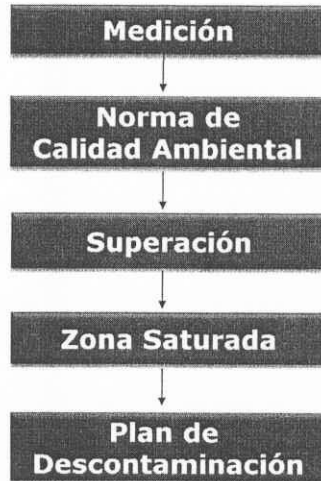 Medición
Norma de
Calidad Ambiental
Superación
Zona Saturada
Plan de
Descontaminación